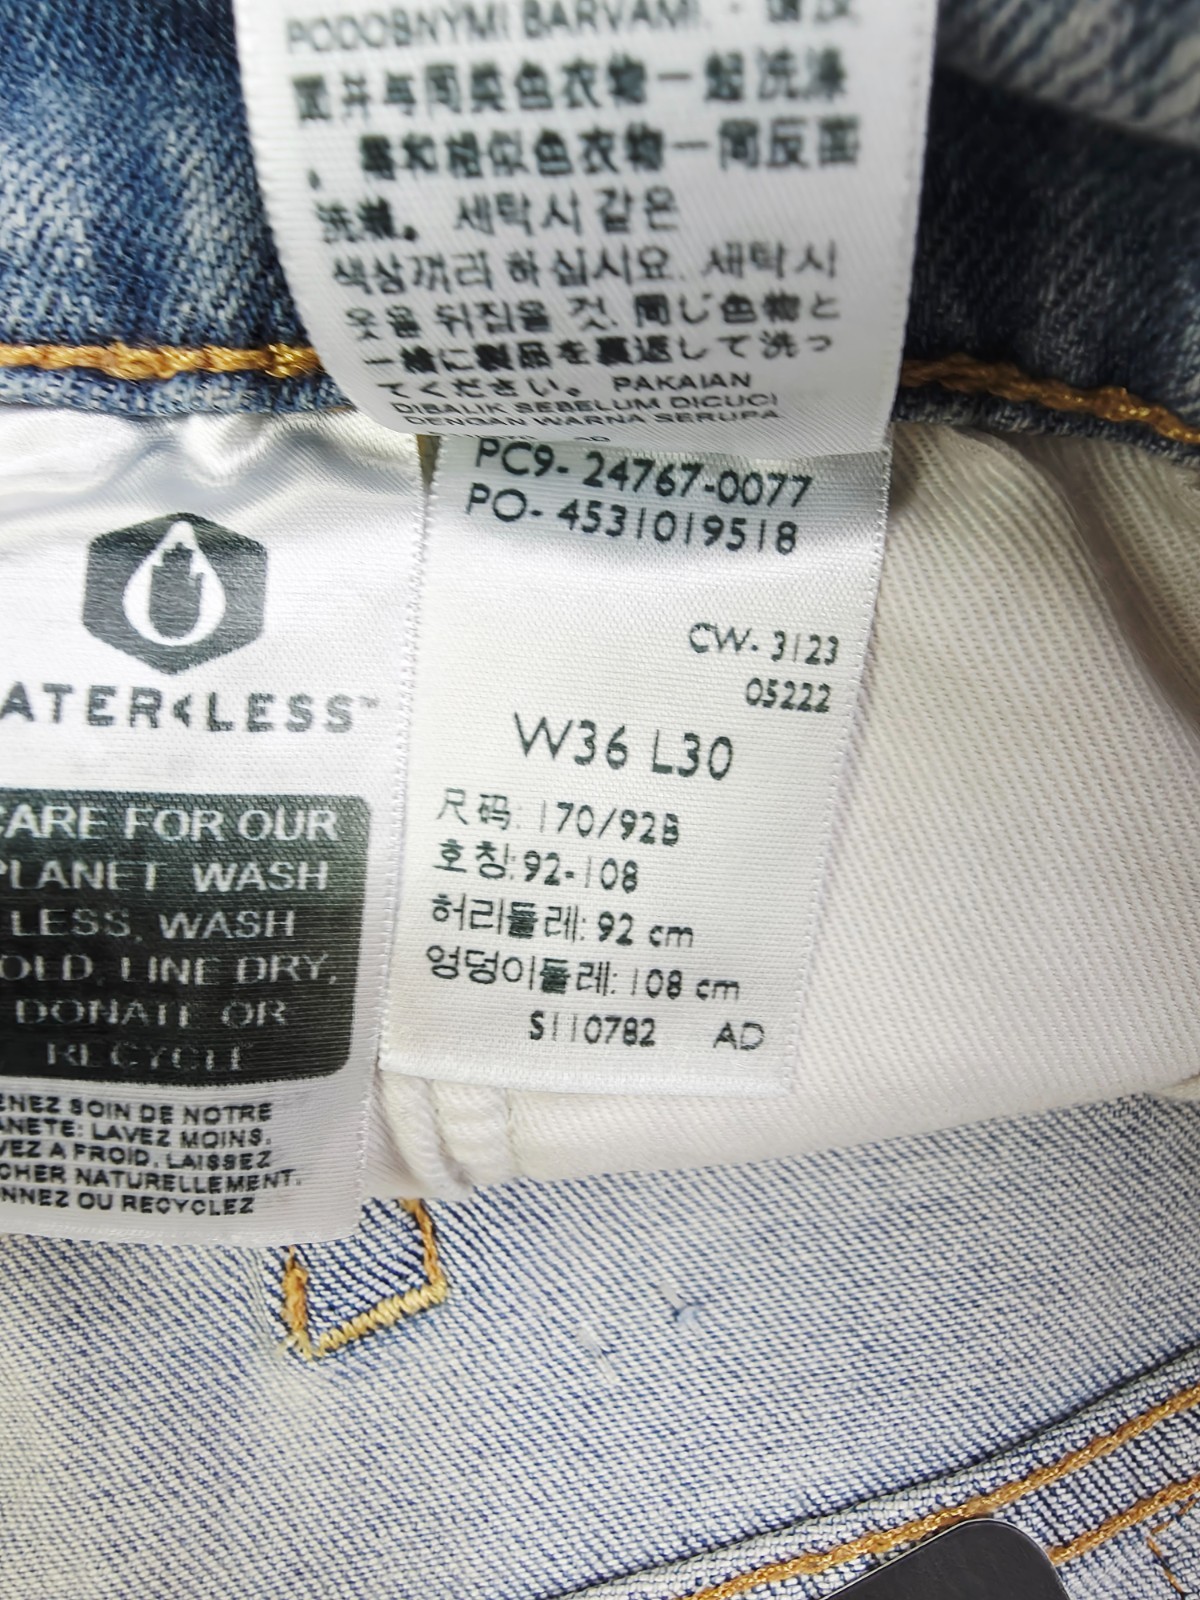 PODOBNÝMI BARVAMI. · 请反
面并与同类色衣物一起洗涤
。需和相似色衣物一同反面
洗滌。 세탁시 같은
색상끼리 하십시요. 세탁시
옷을 뒤집을 것. 同じ色物と
一緒に製品を裏返して洗っ
てください。 PAKAIAN
DIBALIK SEBELUM DICUCI
DENGAN WARNA SERUPA
PC9- 24767-0077
PO- 4531019518
CW- 3123
05222
W36 L30
尺码: 170/92B
호칭:92-108
허리둘레: 92 cm
엉덩이둘레: 108 cm
S110782 AD
ATER<LESS™
CARE FOR OUR
PLANET WASH
LESS, WASH
OLD, LINE DRY,
DONATE OR
RECYCLE
ENEZ SOIN DE NOTRE
ANETE: LAVEZ MOINS,
VEZ A FROID, LAISSEZ
CHER NATURELLEMENT,
NNEZ OU RECYCLEZ